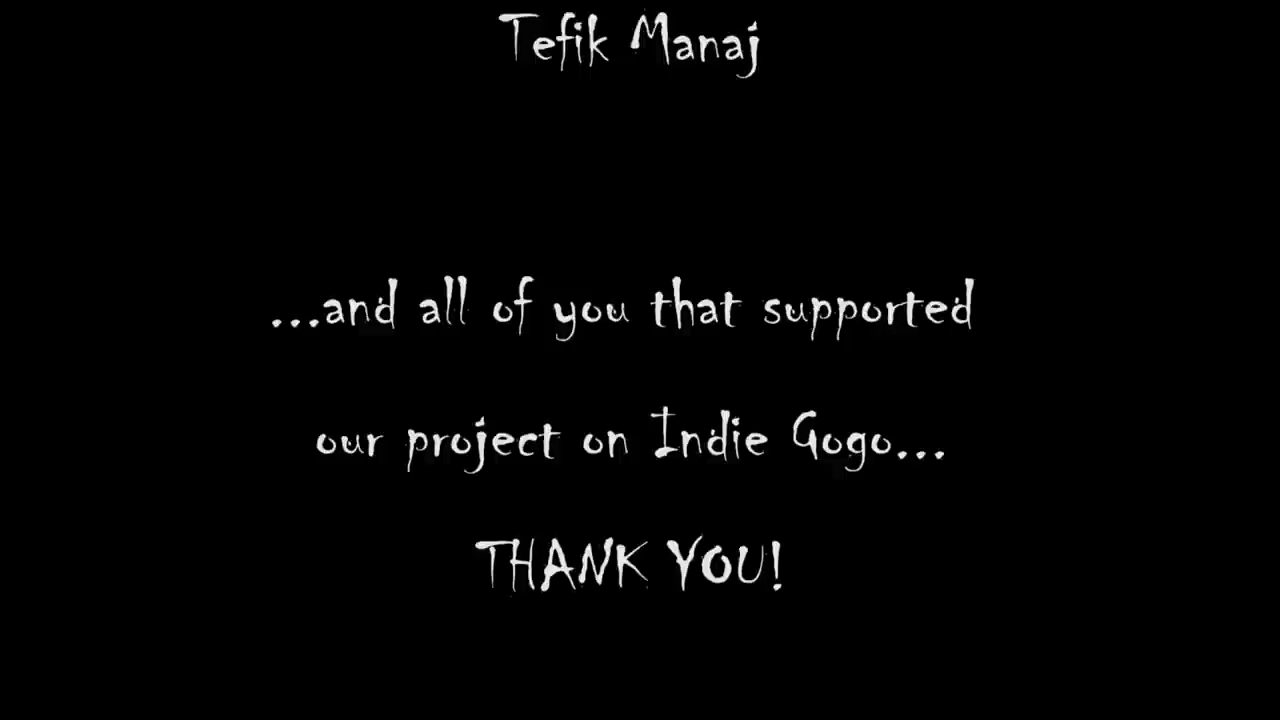 Tefik Manaj
...and all of you that supported
our project on Indie Gogo...
THANK YOU!